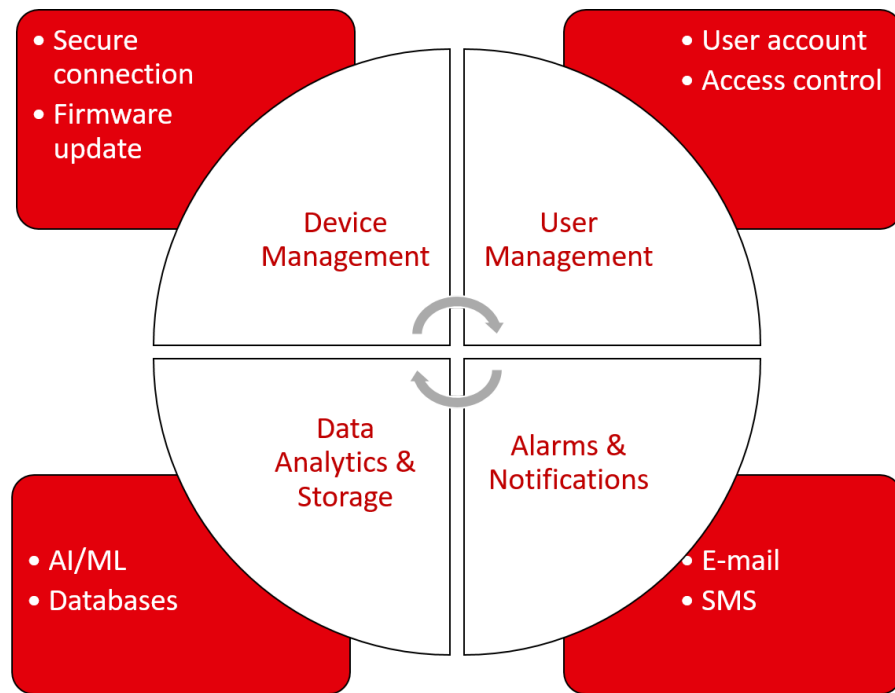 • Secure
connection
• Firmware
update
• User account
• Access control
Device
Management
User
Management
Data
Analytics &
Storage
Alarms &
Notifications
• AI/ML
• Databases
• E-mail
• SMS